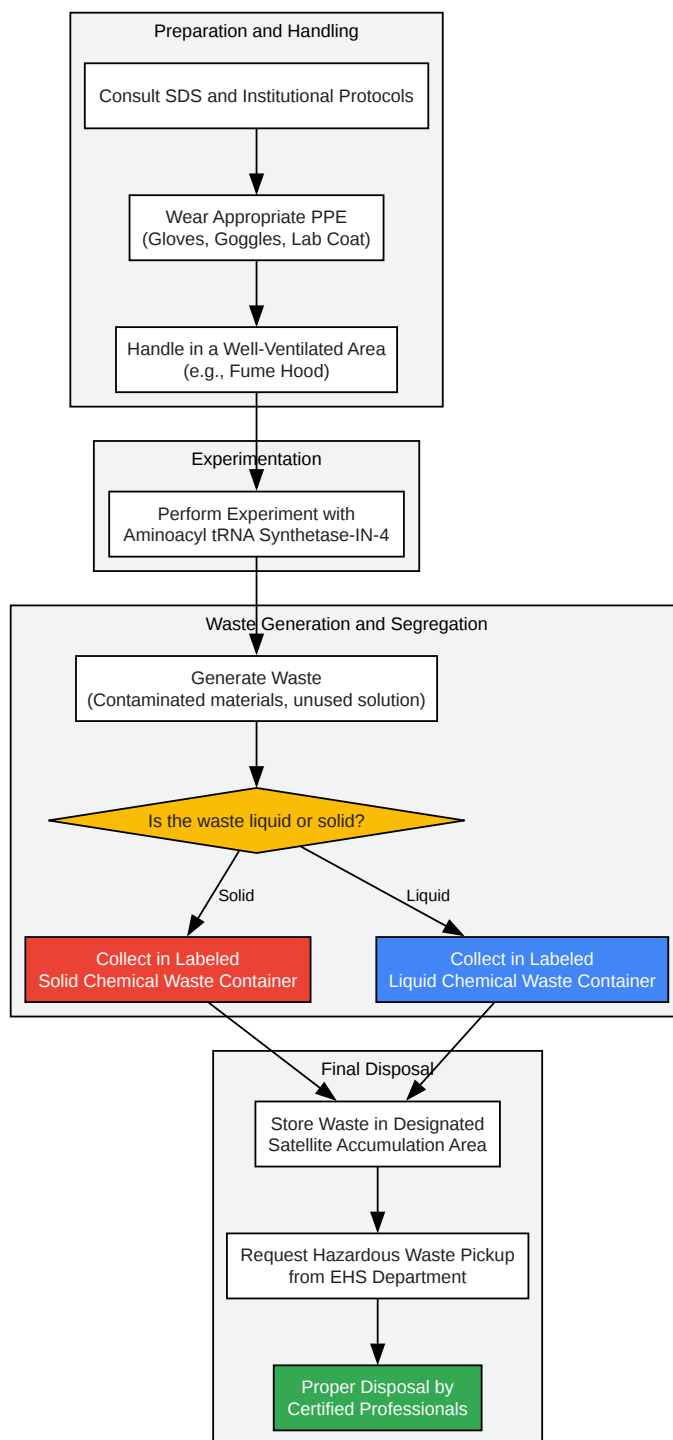 Preparation and Handling
Consult SDS and Institutional Protocols
Wear Appropriate PPE
(Gloves, Goggles, Lab Coat)
Handle in a Well-Ventilated Area
(e.g., Fume Hood)
Experimentation
Perform Experiment with
Aminoacyl tRNA Synthetase-IN-4
Waste Generation and Segregation
Generate Waste
(Contaminated materials, unused solution)
Is the waste liquid or solid?
Solid
Liquid
Collect in Labeled
Solid Chemical Waste Container
Collect in Labeled
Liquid Chemical Waste Container
Final Disposal
Store Waste in Designated
Satellite Accumulation Area
Request Hazardous Waste Pickup
from EHS Department
Proper Disposal by
Certified Professionals